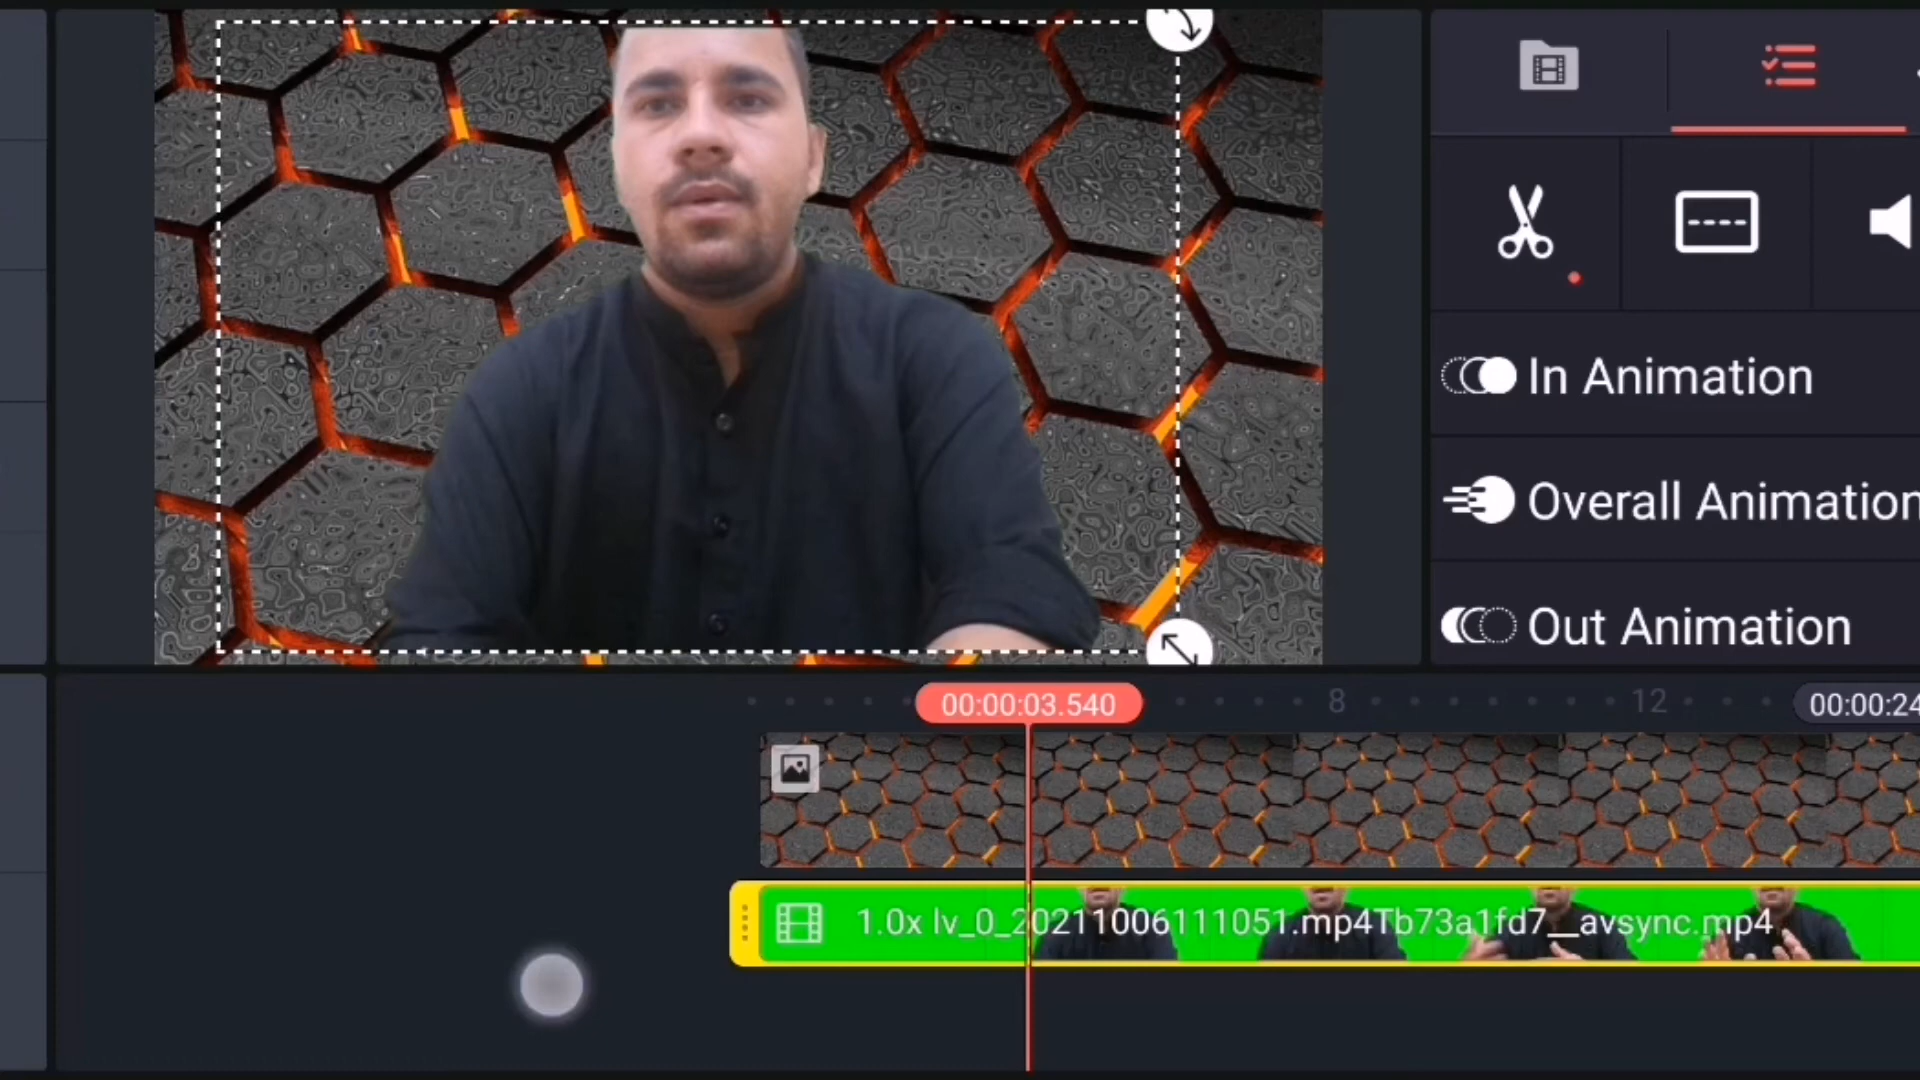 In Animation
Overall Animation
Out Animation
00:00:03.540
8
12
00:00:24
1.0x lv_0_20211006111051.mp4Tb73a1fd7__avsync.mp4